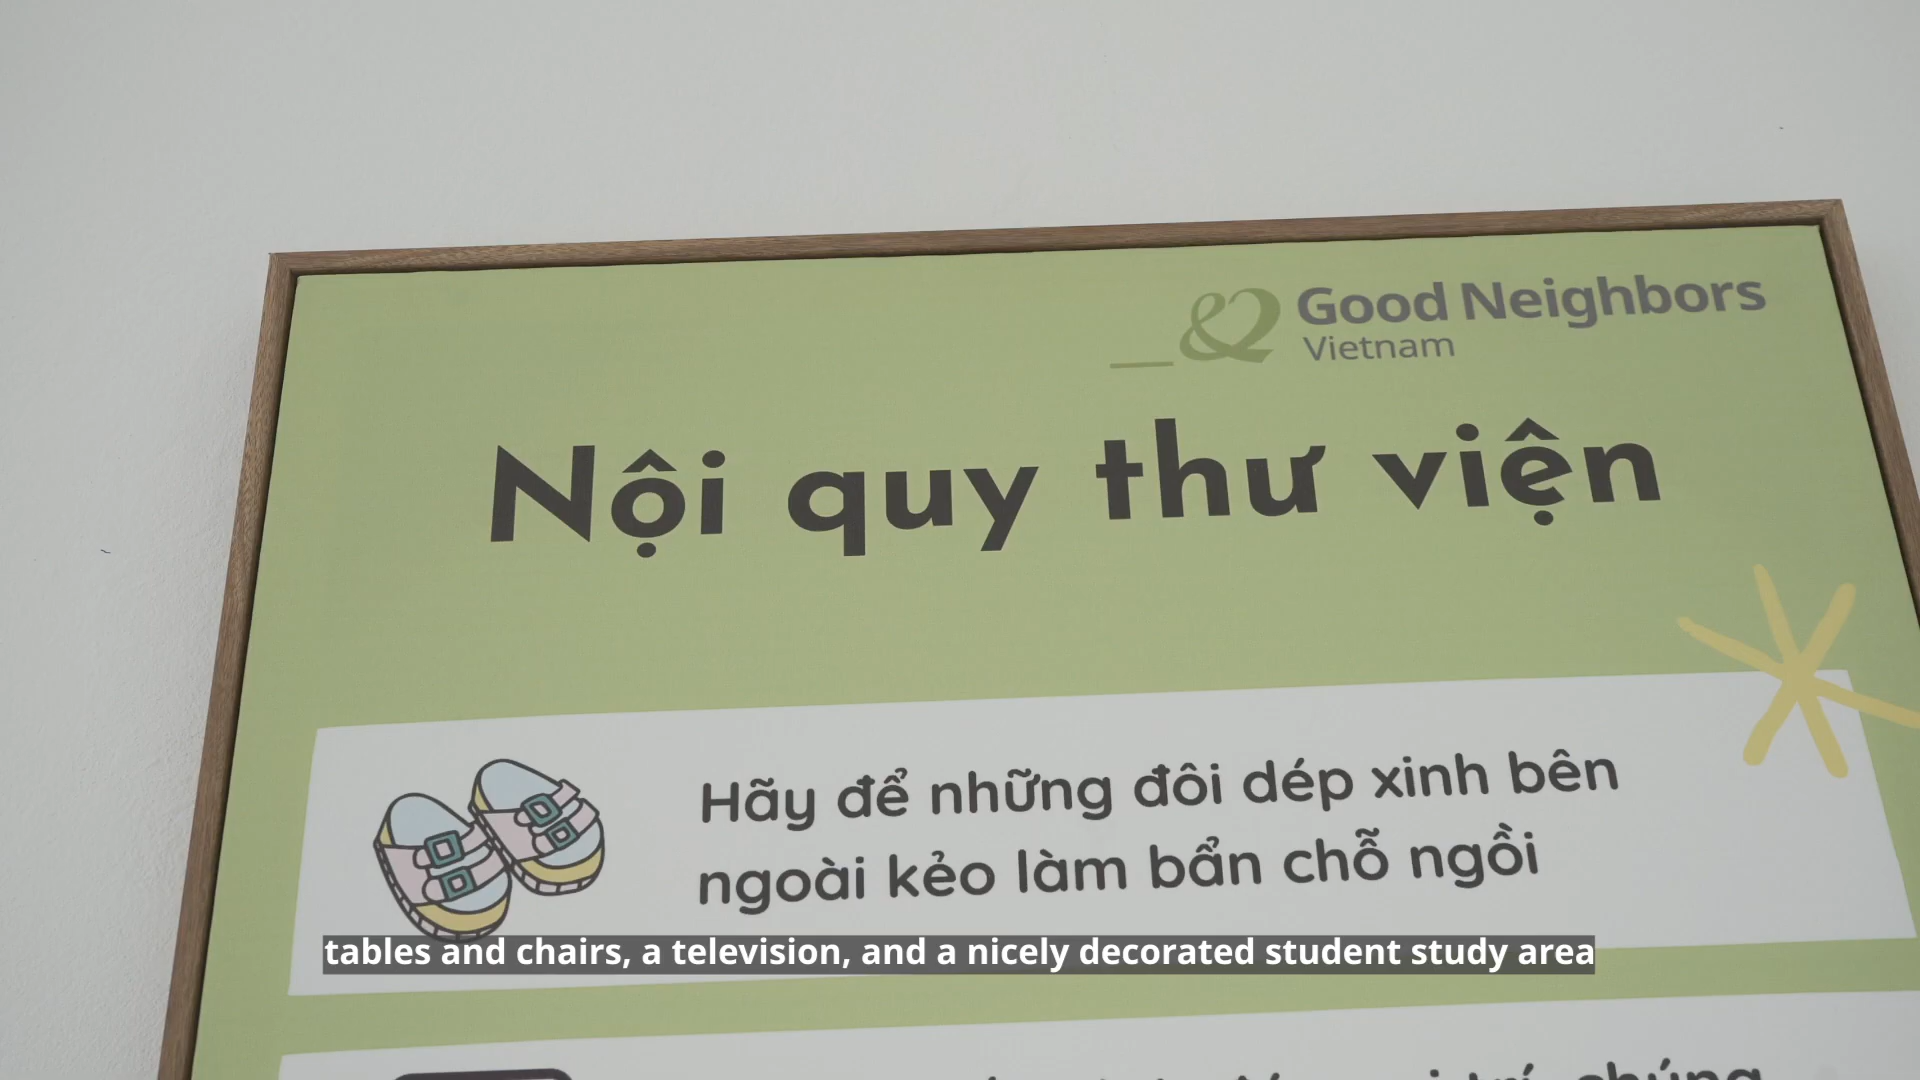 Good Neighbors
Vietnam
Nội quy thư viện
Hãy để những đôi dép xinh bên
ngoài kẻo làm bẩn chỗ ngồi
tables and chairs, a television, and a nicely decorated student study area